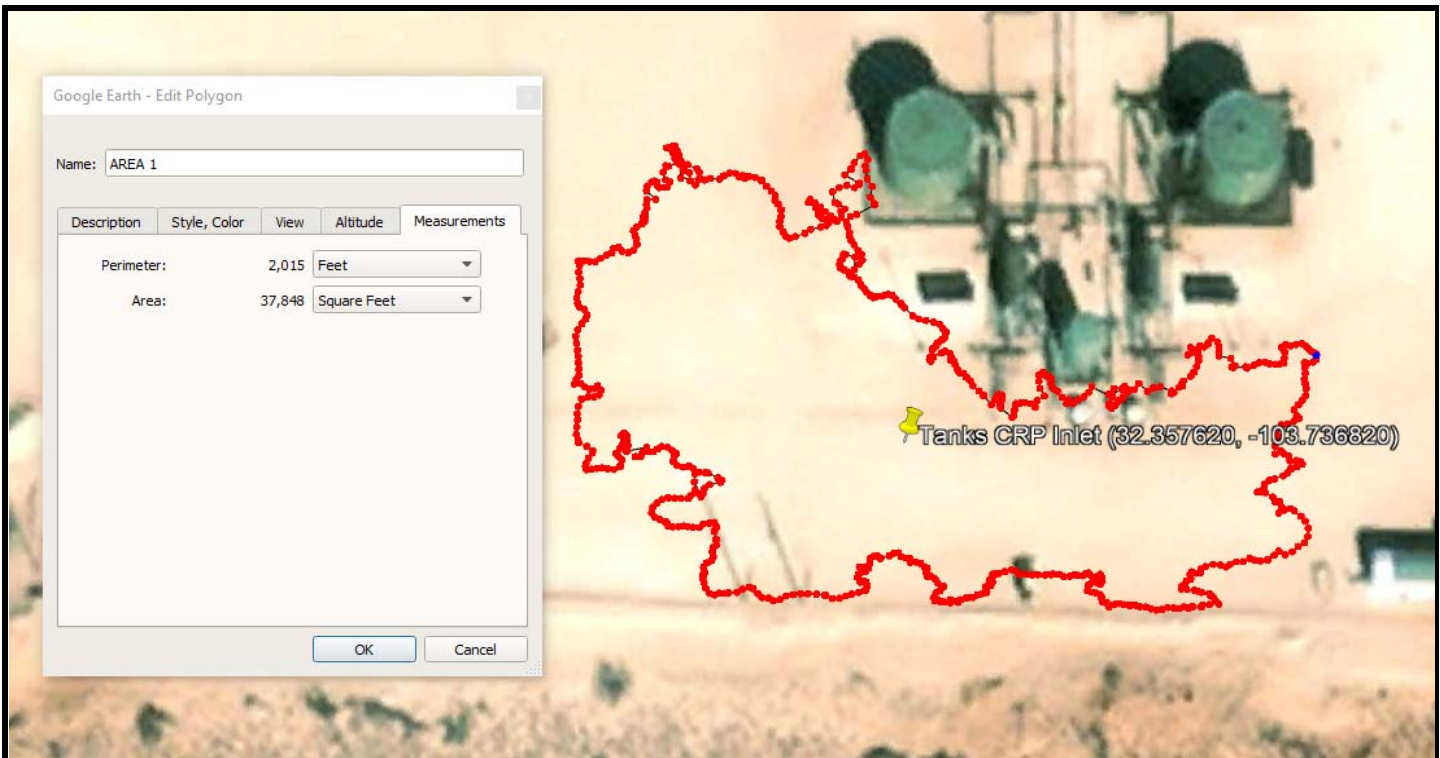 Google Earth - Edit Polygon
Name: AREA 1
Description Style, Color View Altitude Measurements
Perimeter: 2,015 Feet
Area: 37,848 Square Feet
OK Cancel
Tanks CRP Inlet (32.357620, -103.736820)